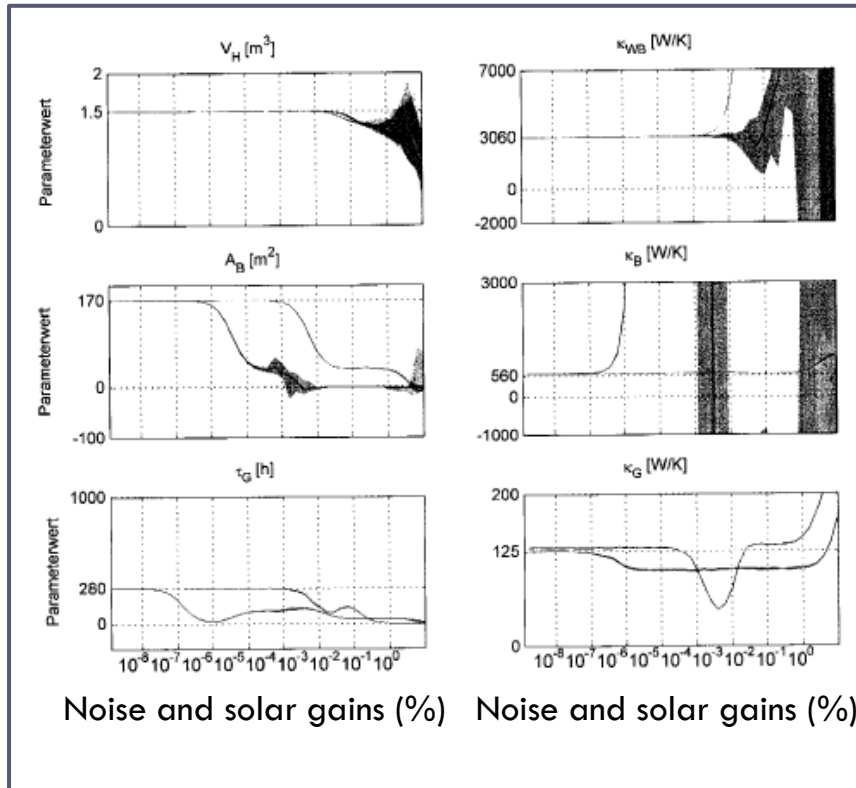 V_H [m³]
2
1.5
0
Parameterwert
κ_WB [W/K]
7000
3060
0
-2000
A_B [m²]
170
0
-100
Parameterwert
κ_B [W/K]
3000
560
0
-1000
τ_G [h]
1000
280
0
Parameterwert
10⁻⁸ 10⁻⁷ 10⁻⁶ 10⁻⁵ 10⁻⁴ 10⁻³ 10⁻² 10⁻¹ 10⁰
Noise and solar gains (%)
κ_G [W/K]
200
125
0
10⁻⁸ 10⁻⁷ 10⁻⁶ 10⁻⁵ 10⁻⁴ 10⁻³ 10⁻² 10⁻¹ 10⁰
Noise and solar gains (%)